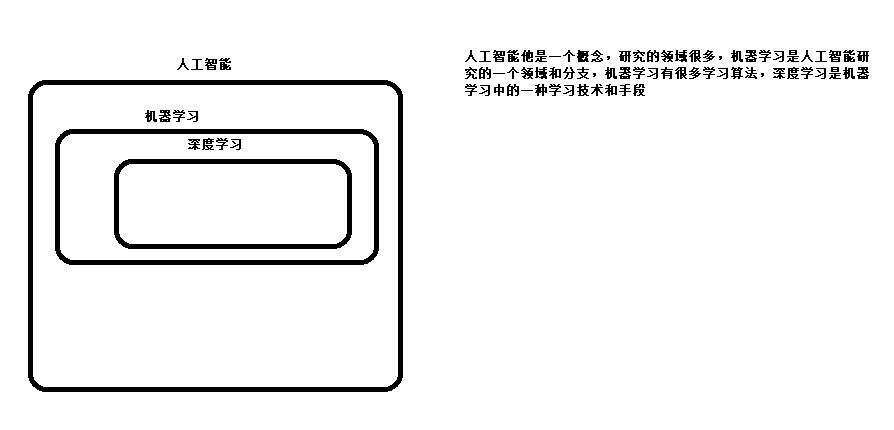 人工智能
机器学习
深度学习
人工智能他是一个概念，研究的领域很多，机器学习是人工智能研
究的一个领域和分支，机器学习有很多学习算法，深度学习是机器
学习中的一种学习技术和手段